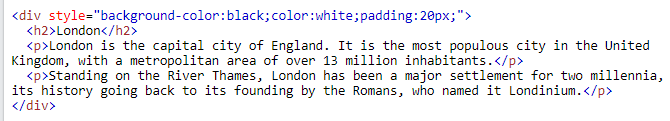 <div style="background-color:black;color:white;padding:20px;">
  <h2>London</h2>
  <p>London is the capital city of England. It is the most populous city in the United
Kingdom, with a metropolitan area of over 13 million inhabitants.</p>
  <p>Standing on the River Thames, London has been a major settlement for two millennia,
its history going back to its founding by the Romans, who named it Londinium.</p>
</div>